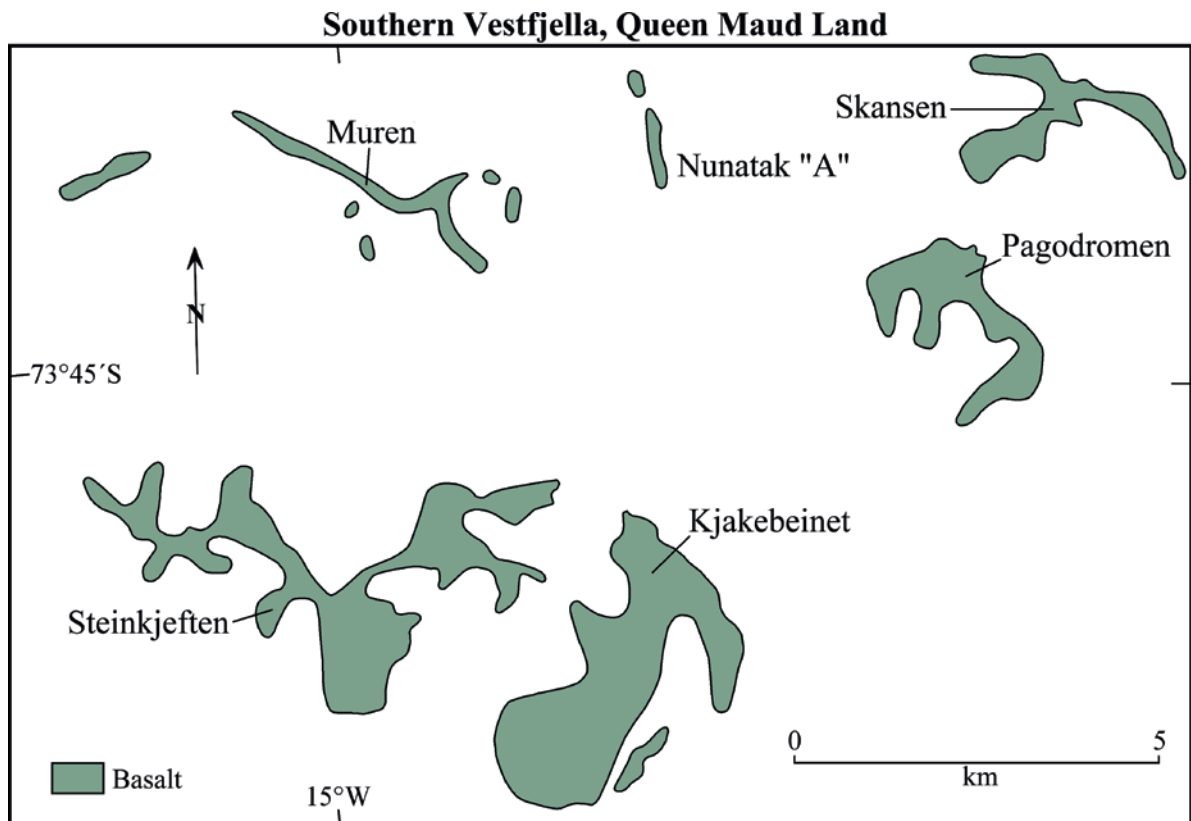 Southern Vestfjella, Queen Maud Land
Skansen
Muren
Nunatak "A"
Pagodromen
N
73°45´S
Kjakebeinet
Steinkjeften
0 5
km
Basalt
15°W